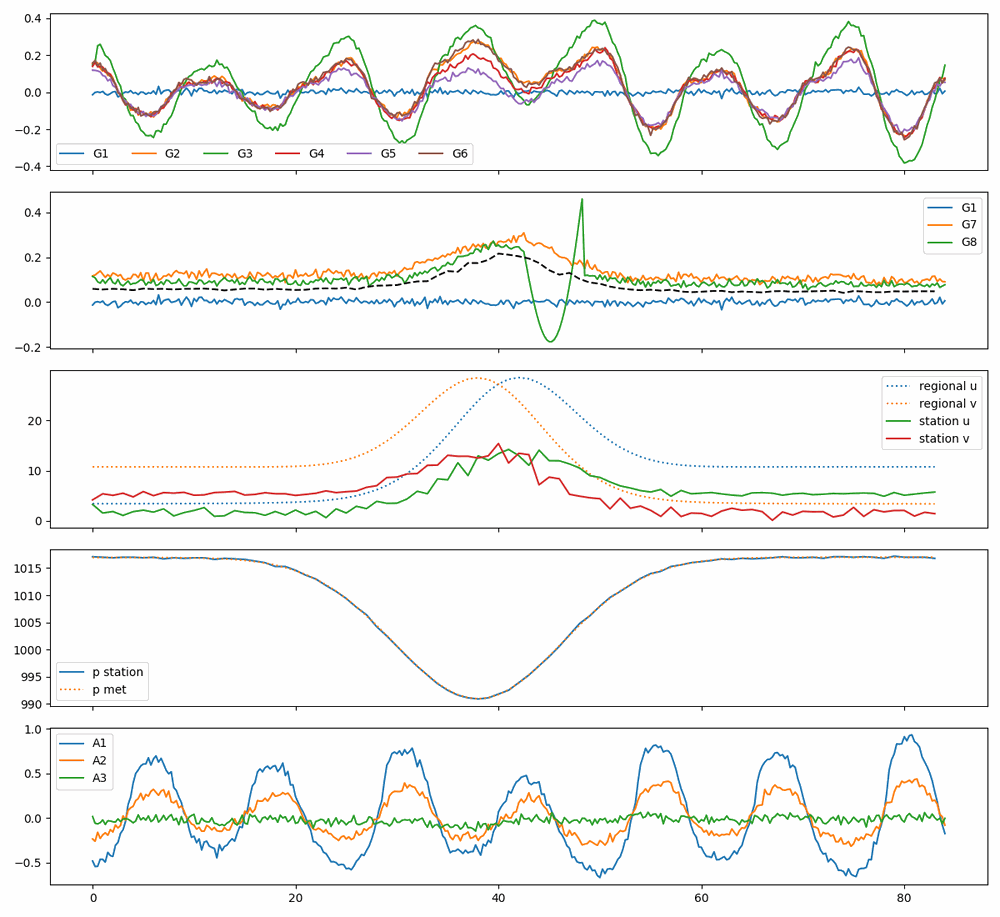 0.4
0.2
0.0
−0.2
−0.4
G1 G2 G3 G4 G5 G6
0.4
0.2
0.0
−0.2
G1
G7
G8
20
10
0
regional u
regional v
station u
station v
1015
1010
1005
1000
995
990
p station
p met
1.0
0.5
0.0
−0.5
A1
A2
A3
0 20 40 60 80